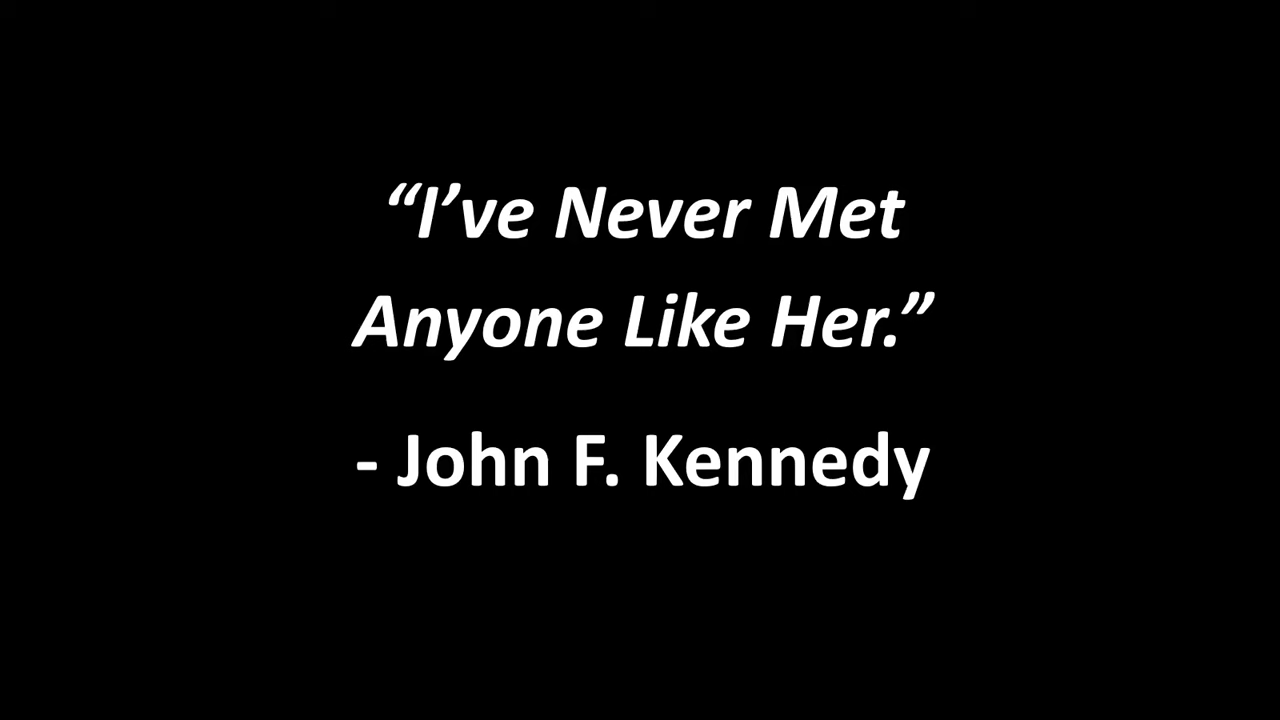 “I’ve Never Met
Anyone Like Her.”
- John F. Kennedy